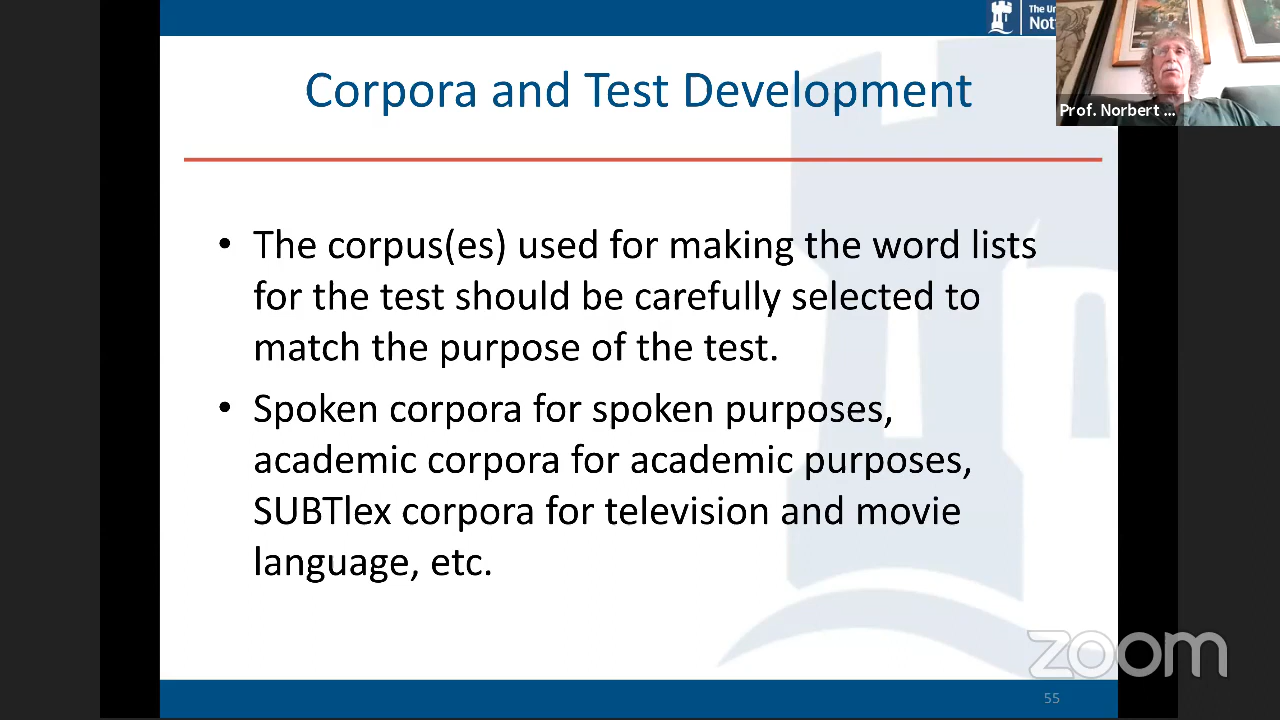 The Un
Not
Prof. Norbert ...
Corpora and Test Development
• The corpus(es) used for making the word lists
for the test should be carefully selected to
match the purpose of the test.
• Spoken corpora for spoken purposes,
academic corpora for academic purposes,
SUBTlex corpora for television and movie
language, etc.
zoom
55